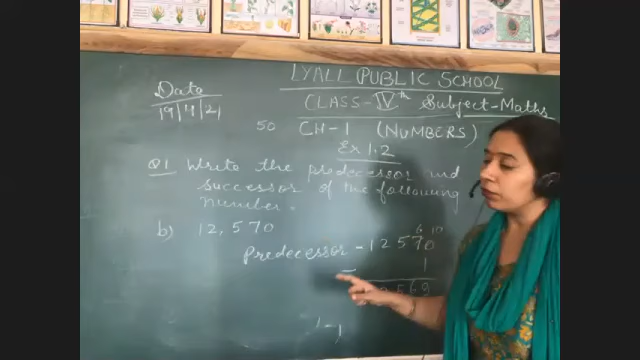 LYALL PUBLIC SCHOOL
Date
19/4/21
CLASS-IVth Subject-Maths
50 CH-1 (NUMBERS)
Ex 1.2
Q1 Write the predecessor and
successor of the following
number.
b) 12,570
6 10
Predecessor - 12570
- 1
2569